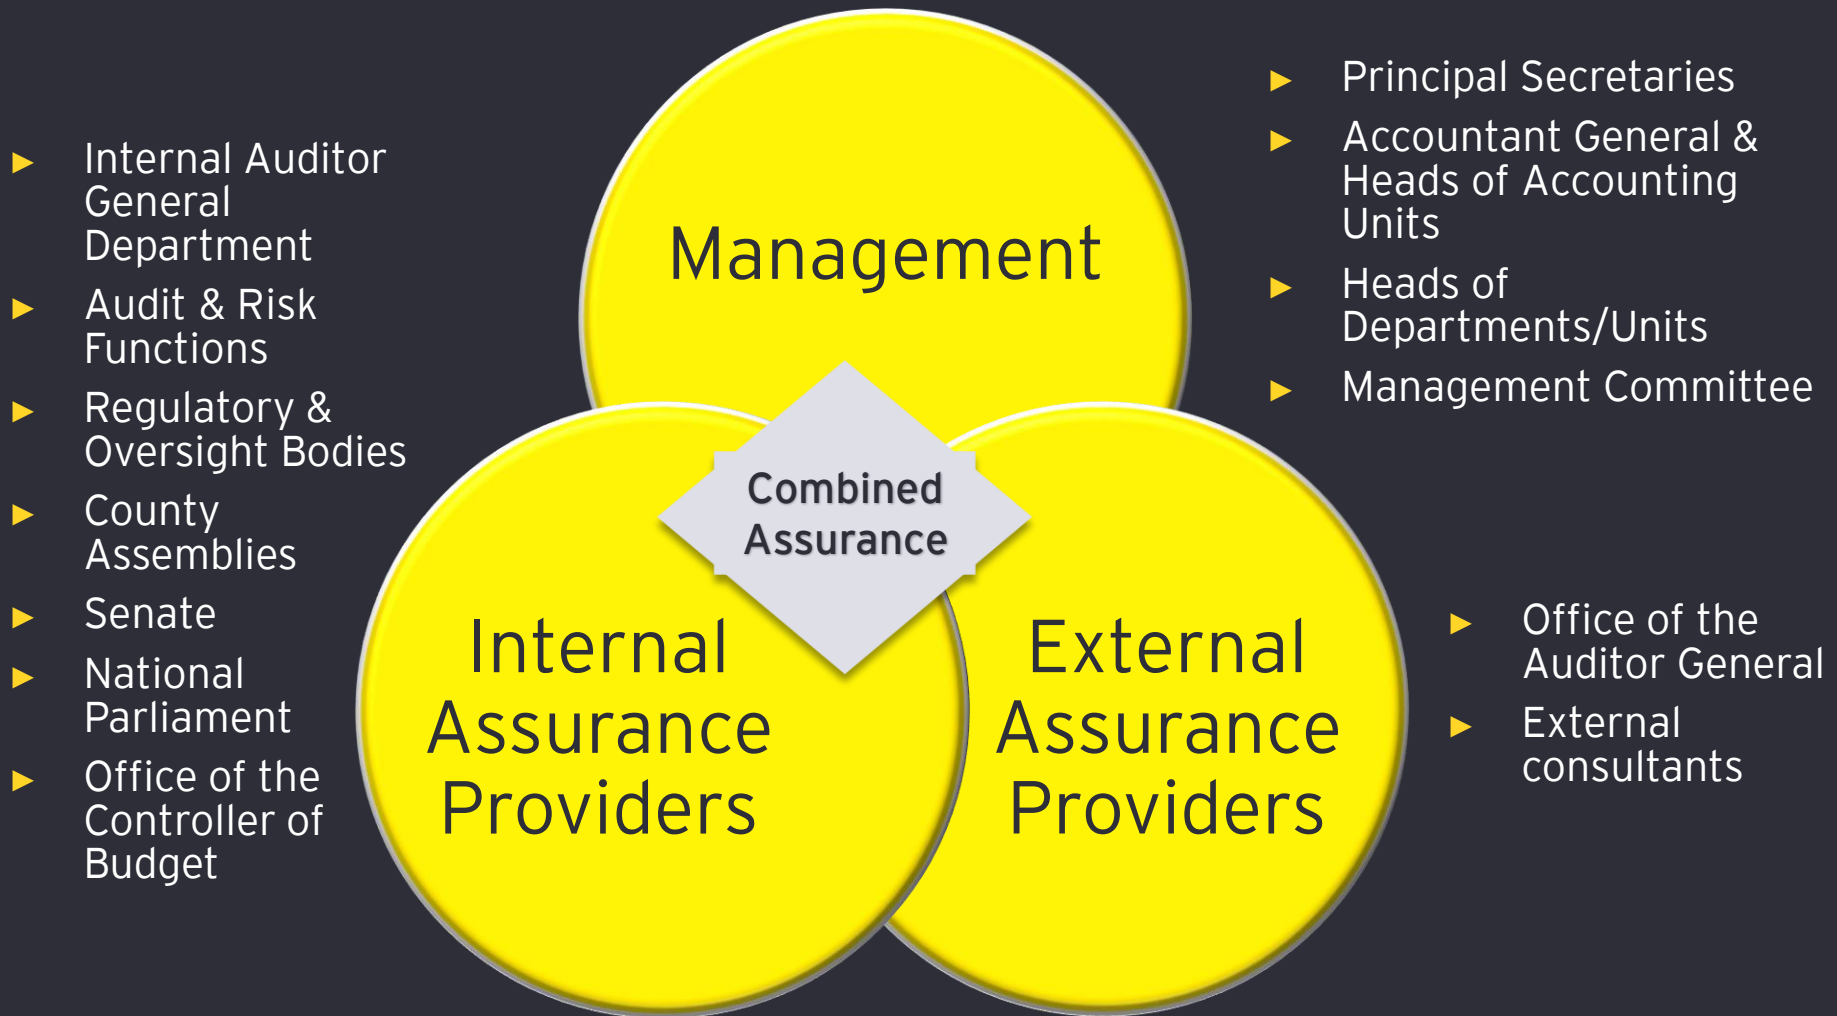 Management
► Principal Secretaries
► Accountant General &
Heads of Accounting
Units
► Heads of
Departments/Units
► Management Committee
► Internal Auditor
General
Department
► Audit & Risk
Functions
► Regulatory &
Oversight Bodies
► County
Assemblies
► Senate
► National
Parliament
► Office of the
Controller of
Budget
Combined
Assurance
Internal
Assurance
Providers
External
Assurance
Providers
► Office of the
Auditor General
► External
consultants